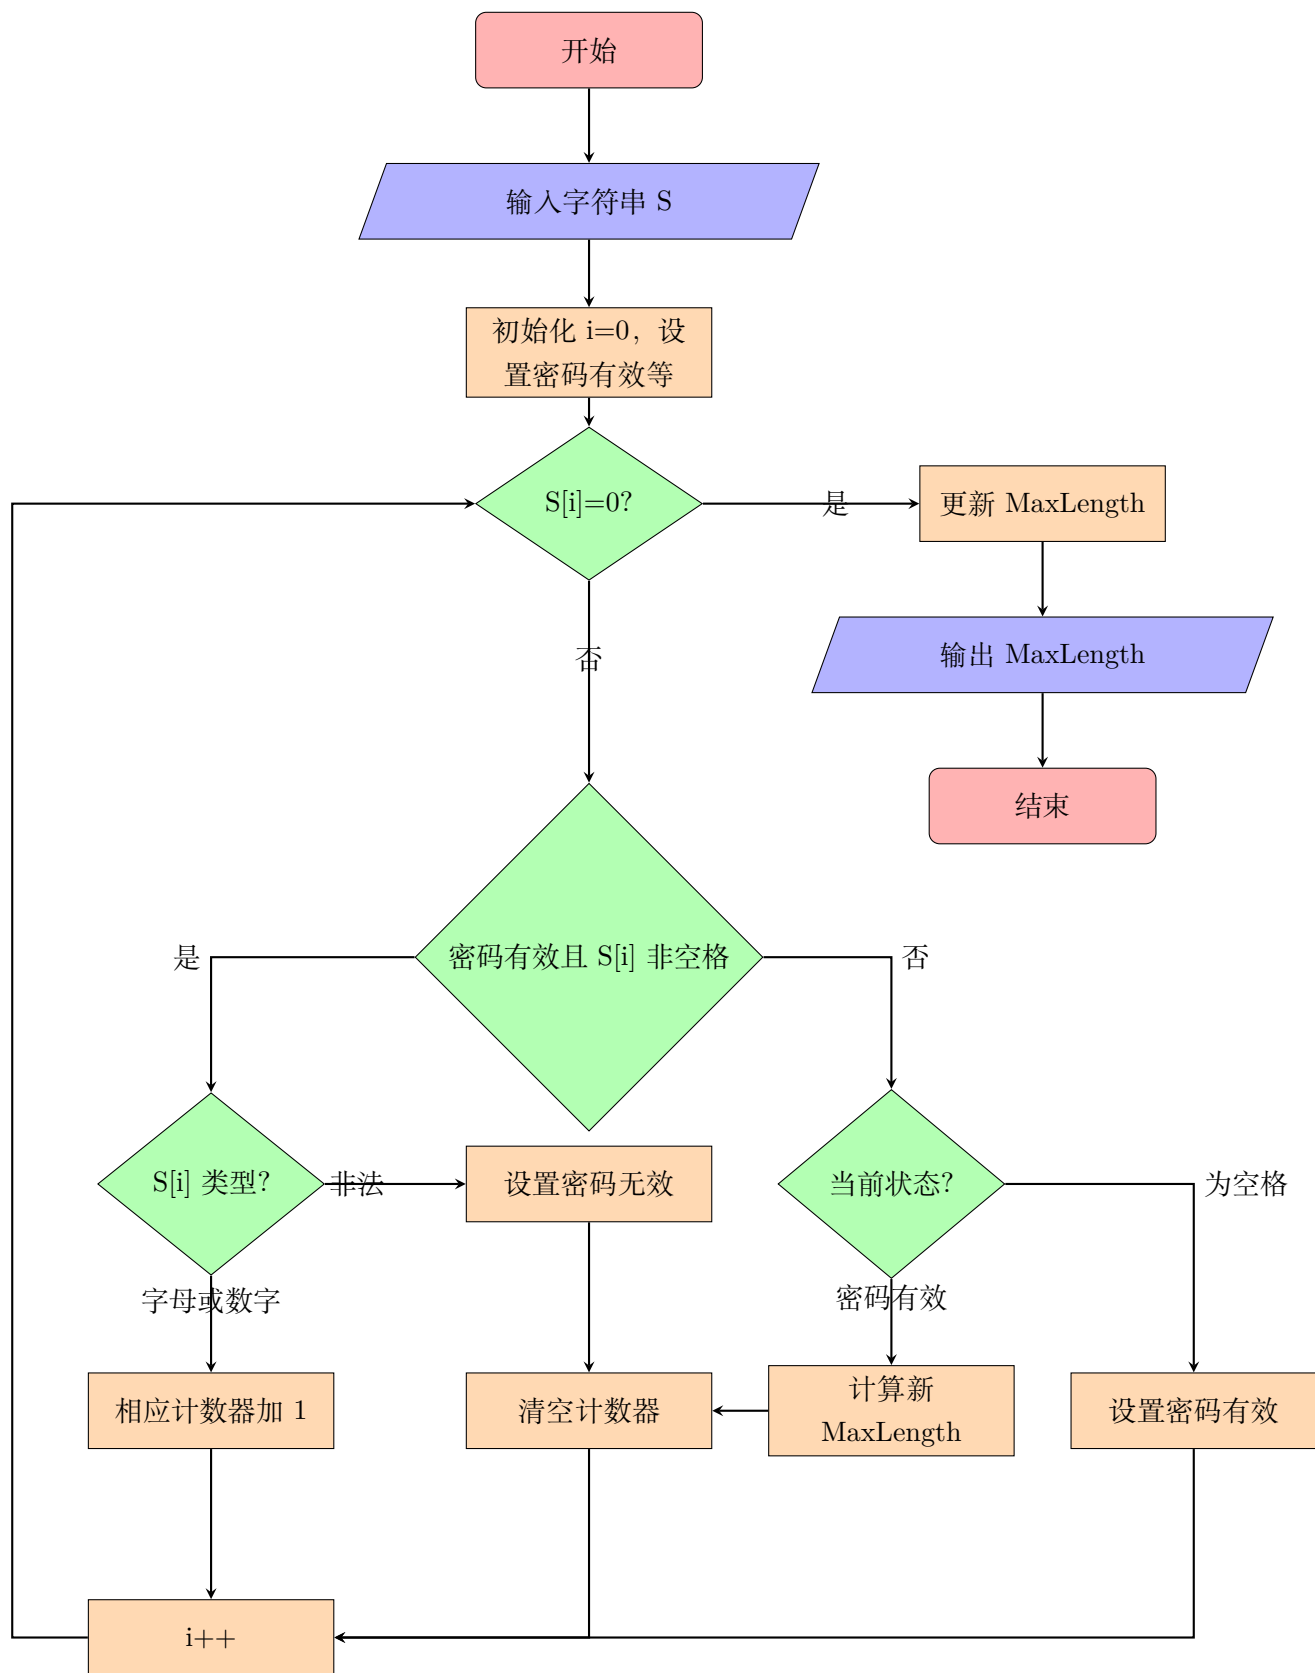 开始
输入字符串 S
初始化 i=0，设
置密码有效等
S[i]=0?
是
更新 MaxLength
否
输出 MaxLength
结束
密码有效且 S[i] 非空格
是
否
S[i] 类型?
非法
设置密码无效
当前状态?
为空格
字母或数字
密码有效
相应计数器加 1
清空计数器
计算新
MaxLength
设置密码有效
i++